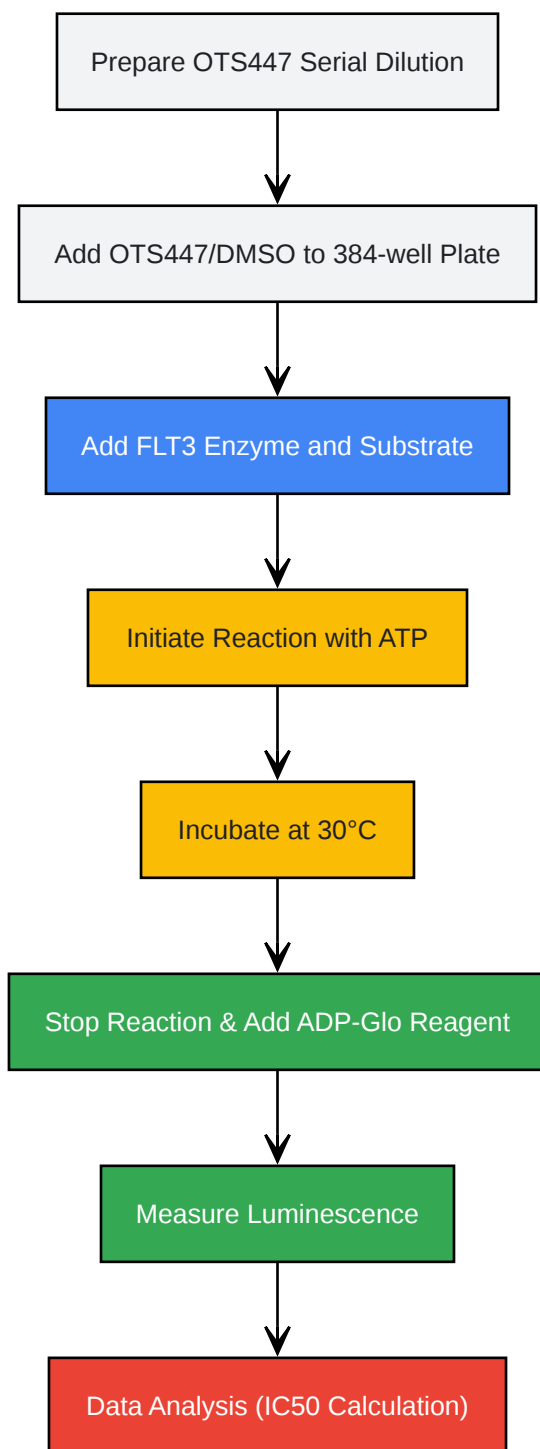 Prepare OTS447 Serial Dilution
Add OTS447/DMSO to 384-well Plate
Add FLT3 Enzyme and Substrate
Initiate Reaction with ATP
Incubate at 30°C
Stop Reaction & Add ADP-Glo Reagent
Measure Luminescence
Data Analysis (IC50 Calculation)